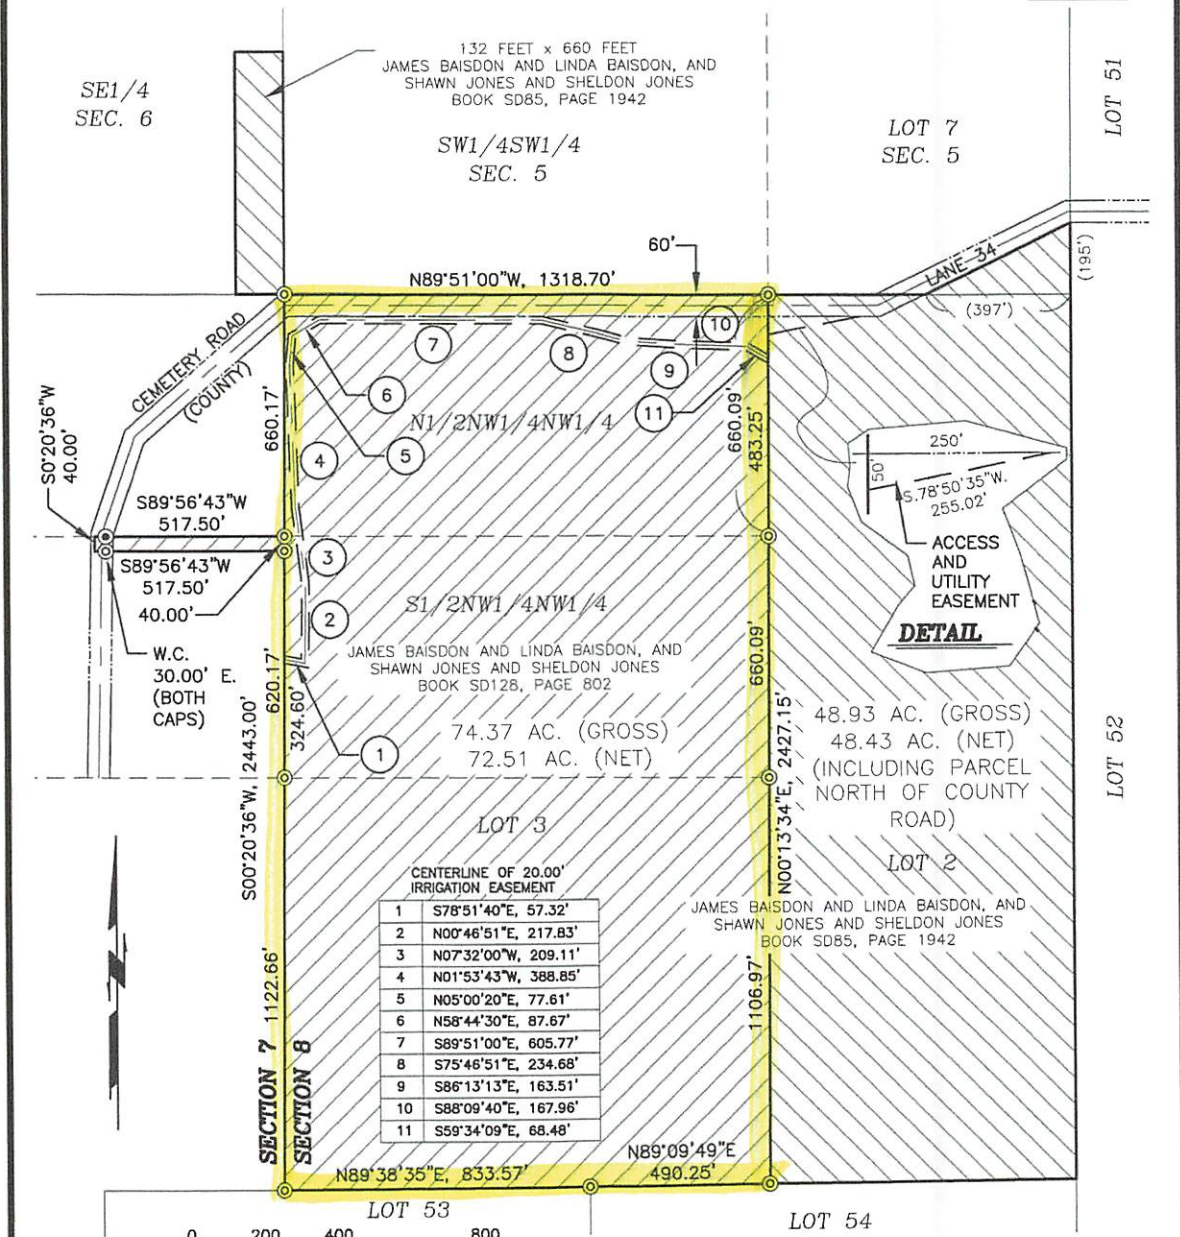 132 FEET x 660 FEET
JAMES BAISDON AND LINDA BAISDON, AND
SHAWN JONES AND SHELDON JONES
BOOK SD85, PAGE 1942
SE1/4
SEC. 6
SW1/4SW1/4
SEC. 5
LOT 7
SEC. 5
LOT 51
60'
N89°51'00"W, 1318.70'
LANE 34
(195')
(397')
CEMETERY ROAD
(COUNTY)
S0°20'36"W
40.00'
660.17'
7
8
9
10
11
6
5
4
N1/2NW1/4NW1/4
660.09'
483.25'
250'
50'
S.78°50'35"W.
255.02'
ACCESS
AND
UTILITY
EASEMENT
DETAIL
S89°56'43"W
517.50'
S89°56'43"W
517.50'
40.00'
W.C.
30.00' E.
(BOTH
CAPS)
3
2
1
S1/2NW1/4NW1/4
JAMES BAISDON AND LINDA BAISDON, AND
SHAWN JONES AND SHELDON JONES
BOOK SD128, PAGE 802
74.37 AC. (GROSS)
72.51 AC. (NET)
620.17'
324.60'
S00°20'36"W, 2443.00'
660.09'
N00°13'34"E, 2427.15'
48.93 AC. (GROSS)
48.43 AC. (NET)
(INCLUDING PARCEL
NORTH OF COUNTY
ROAD)
LOT 52
LOT 3
LOT 2
JAMES BAISDON AND LINDA BAISDON, AND
SHAWN JONES AND SHELDON JONES
BOOK SD85, PAGE 1942
CENTERLINE OF 20.00'
IRRIGATION EASEMENT
1 S78°51'40"E, 57.32'
2 N00°46'51"E, 217.83'
3 N07°32'00"W, 209.11'
4 N01°53'43"W, 388.85'
5 N05°00'20"E, 77.61'
6 N58°44'30"E, 87.67'
7 S89°51'00"E, 605.77'
8 S75°46'51"E, 234.68'
9 S86°13'13"E, 163.51'
10 S88°09'40"E, 167.96'
11 S59°34'09"E, 68.48'
1122.66'
1106.97'
SECTION 7
SECTION 8
N
N89°38'35"E, 833.57'
N89°09'49"E
490.25'
LOT 53
LOT 54
0 200 400 800